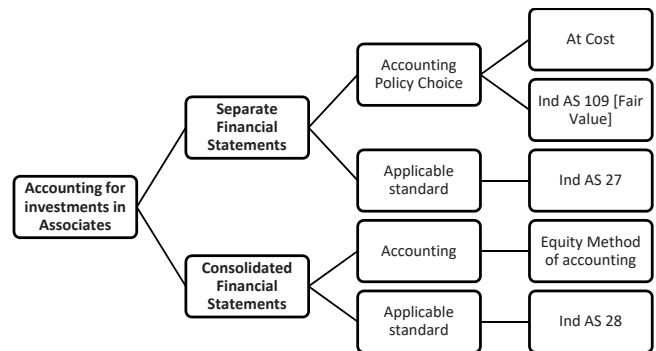 Accounting for
investments in
Associates
Separate
Financial
Statements
Accounting
Policy Choice
At Cost
Ind AS 109 [Fair
Value]
Applicable
standard
Ind AS 27
Consolidated
Financial
Statements
Accounting
Equity Method
of accounting
Applicable
standard
Ind AS 28